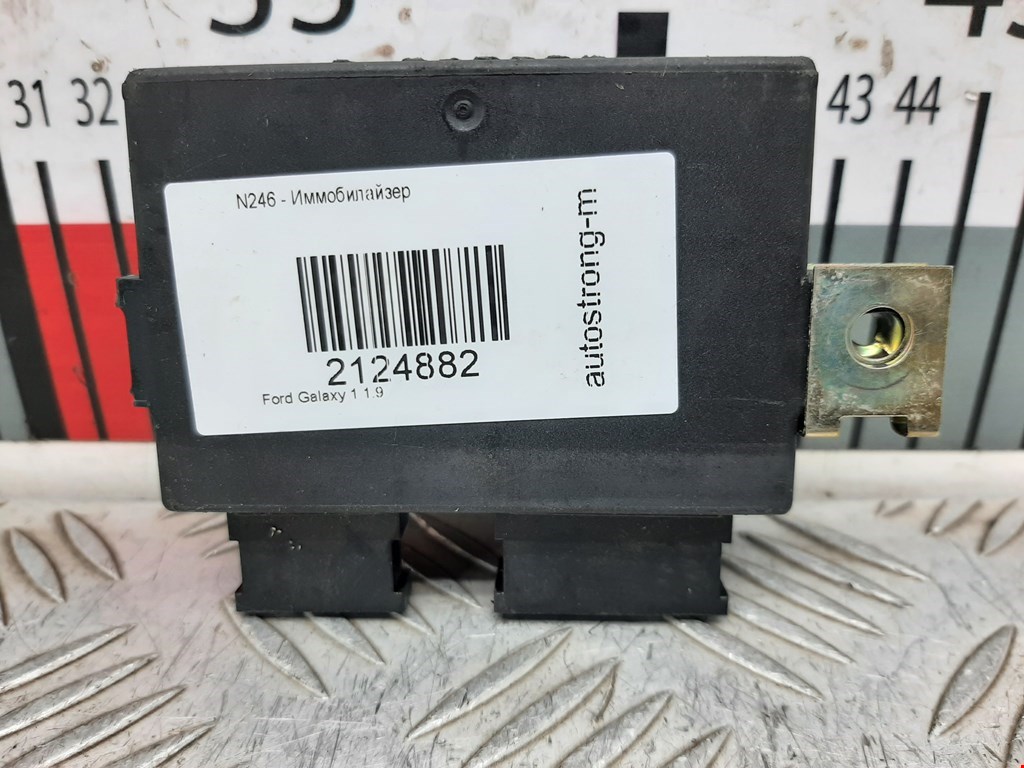 31 32 43 44
N246 - Иммобилайзер
autostrong-m
2124882
Ford Galaxy 1 1.9